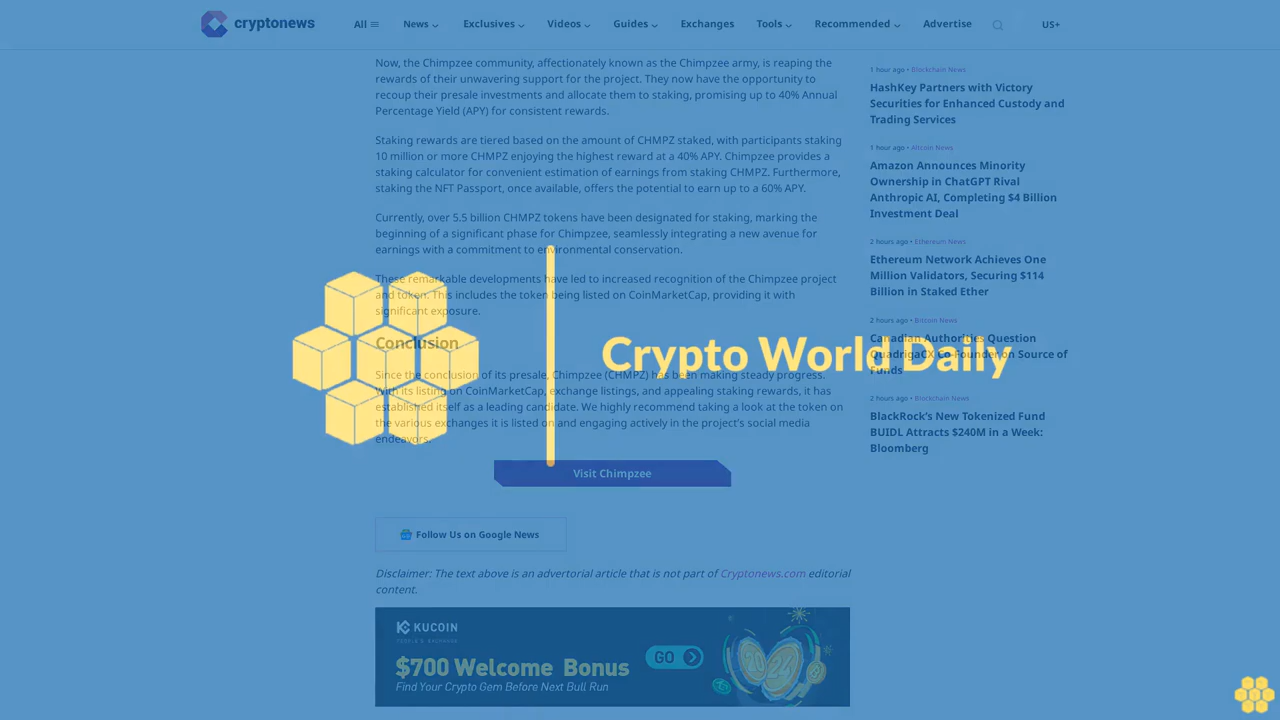 cryptonews
All
News
Exclusives
Videos
Guides
Exchanges
Tools
Recommended
Advertise
US+
Now, the Chimpzee community, affectionately known as the Chimpzee army, is reaping the
rewards of their unwavering support for the project. They now have the opportunity to
recoup their presale investments and allocate them to staking, promising up to 40% Annual
Percentage Yield (APY) for consistent rewards.
Staking rewards are tiered based on the amount of CHMPZ staked, with participants staking
10 million or more CHMPZ enjoying the highest reward at a 40% APY. Chimpzee provides a
staking calculator for convenient estimation of earnings from staking CHMPZ. Furthermore,
staking the NFT Passport, once available, offers the potential to earn up to a 60% APY.
Currently, over 5.5 billion CHMPZ tokens have been designated for staking, marking the
beginning of a significant phase for Chimpzee, seamlessly integrating a new avenue for
earnings with a commitment to environmental conservation.
These remarkable developments have led to increased recognition of the Chimpzee project
and token. This includes the token being listed on CoinMarketCap, providing it with
significant exposure.
Conclusion
Since the conclusion of its presale, Chimpzee (CHMPZ) has been making steady progress.
With its listing on CoinMarketCap, exchange listings, and appealing staking rewards, it has
established itself as a leading candidate. We highly recommend taking a look at the token on
the various exchanges it is listed on and engaging actively in the project's social media
endeavors.
Visit Chimpzee
Follow Us on Google News
Disclaimer: The text above is an advertorial article that is not part of Cryptonews.com editorial
content.
KUCOIN
PEOPLE'S EXCHANGE
$700 Welcome Bonus
Find Your Crypto Gem Before Next Bull Run
GO
2024
1 hour ago • Blockchain News
HashKey Partners with Victory
Securities for Enhanced Custody and
Trading Services
1 hour ago • Altcoin News
Amazon Announces Minority
Ownership in ChatGPT Rival
Anthropic AI, Completing $4 Billion
Investment Deal
2 hours ago • Ethereum News
Ethereum Network Achieves One
Million Validators, Securing $114
Billion in Staked Ether
2 hours ago • Bitcoin News
Canadian Authorities Question
QuadrigaCX Co-Founder on Source of
Funds
2 hours ago • Blockchain News
BlackRock's New Tokenized Fund
BUIDL Attracts $240M in a Week:
Bloomberg
Crypto World Daily